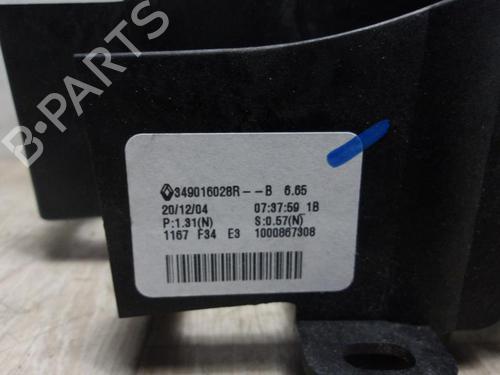 B-PARTS
349016028R--B 6.65
20/12/04 07:37:59 1B
P:1.31(N) S:0.57(N)
1167 F34 E3 1000867308